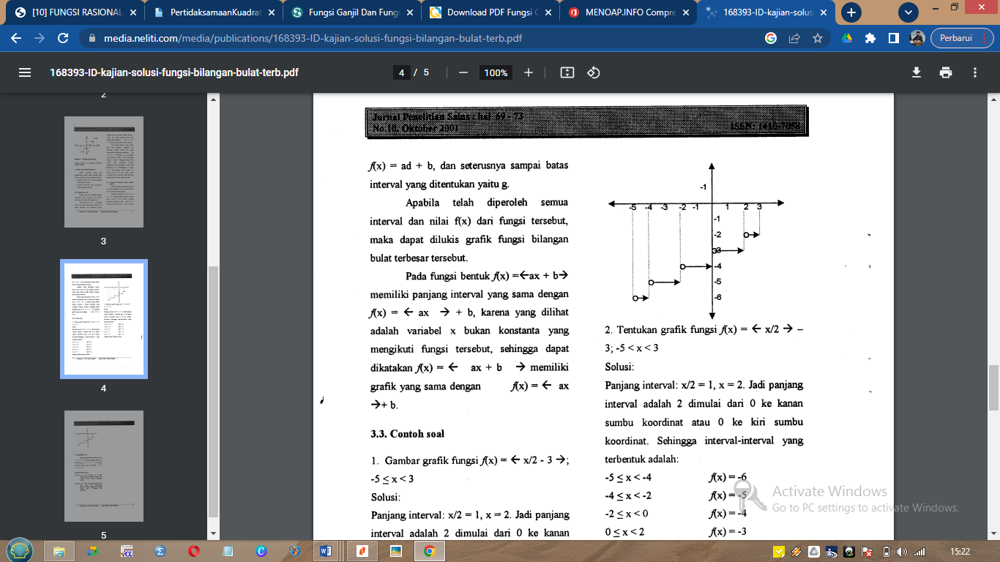 [10] FUNGSI RASIONAL
PertidaksamaanKuadrat
Fungsi Ganjil Dan Fung
Download PDF Fungsi G
MENOAP.INFO Compre
168393-ID-kajian-solusi
media.neliti.com/media/publications/168393-ID-kajian-solusi-fungsi-bilangan-bulat-terb.pdf
Perbarui
168393-ID-kajian-solusi-fungsi-bilangan-bulat-terb.pdf
4 / 5
100%
2
3
4
5
Jurnal Penelitian Sains : hal 69 - 73
No 10. Oktober 2001
ISSN: 1410-7058
f(x) = ad + b, dan seterusnya sampai batas
interval yang ditentukan yaitu g.
Apabila telah diperoleh semua
interval dan nilai f(x) dari fungsi tersebut,
maka dapat dilukis grafik fungsi bilangan
bulat terbesar tersebut.
Pada fungsi bentuk f(x) =←ax + b→
memiliki panjang interval yang sama dengan
f(x) = ← ax → + b, karena yang dilihat
adalah variabel x bukan konstanta yang
mengikuti fungsi tersebut, sehingga dapat
dikatakan f(x) = ← ax + b → memiliki
grafik yang sama dengan f(x) = ← ax
→+ b.
3.3. Contoh soal
1. Gambar grafik fungsi f(x) = ← x/2 - 3 →;
-5 ≤ x < 3
Solusi:
Panjang interval: x/2 = 1, x = 2. Jadi panjang
interval adalah 2 dimulai dari 0 ke kanan
-1
-5 -4 -3 -2 -1 1 2 3
-1
-2
-3
-4
-5
-6
2. Tentukan grafik fungsi f(x) = ← x/2 → –
3; -5 < x < 3
Solusi:
Panjang interval: x/2 = 1, x = 2. Jadi panjang
interval adalah 2 dimulai dari 0 ke kanan
sumbu koordinat atau 0 ke kiri sumbu
koordinat. Sehingga interval-interval yang
terbentuk adalah:
-5 ≤ x < -4 f(x) = -6
-4 ≤ x < -2 f(x) = -5
-2 ≤ x < 0 f(x) = -4
0 ≤ x < 2 f(x) = -3
Activate Windows
Go to PC settings to activate Windows.
15:22